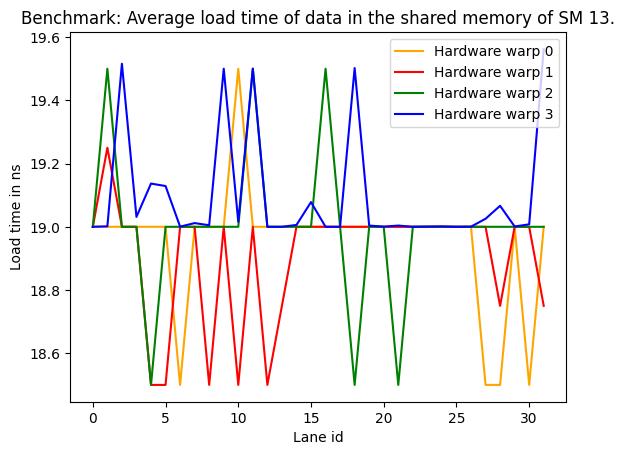 Benchmark: Average load time of data in the shared memory of SM 13.
19.6
19.4
19.2
19.0
18.8
18.6
Load time in ns
Hardware warp 0
Hardware warp 1
Hardware warp 2
Hardware warp 3
0 5 10 15 20 25 30
Lane id